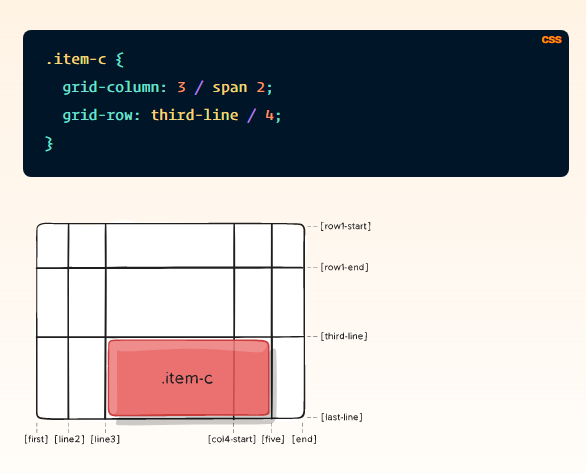 css
.item-c {
  grid-column: 3 / span 2;
  grid-row: third-line / 4;
}
[row1-start]
[row1-end]
[third-line]
.item-c
[last-line]
[first] [line2] [line3] [col4-start] [five] [end]